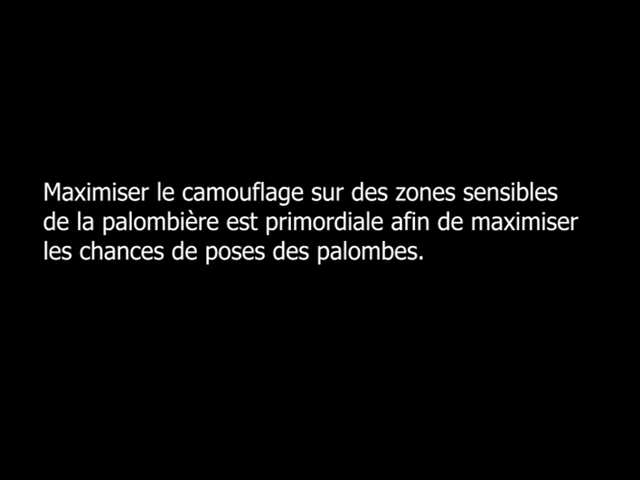 Maximiser le camouflage sur des zones sensibles
de la palombière est primordiale afin de maximiser
les chances de poses des palombes.